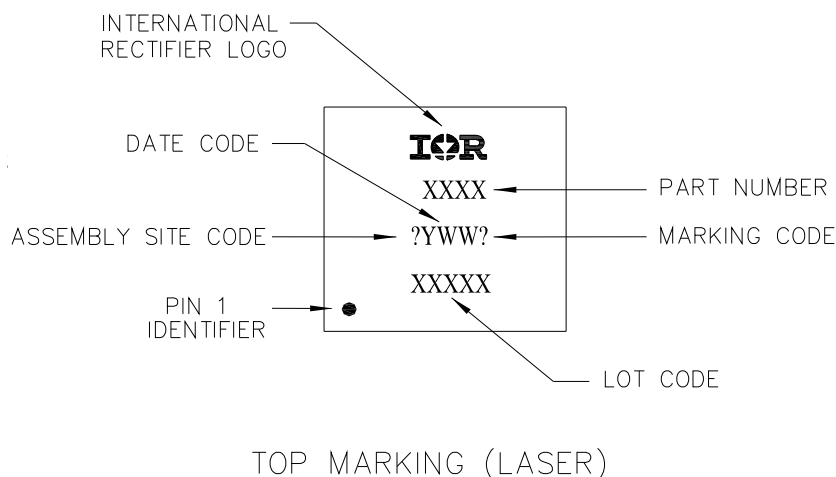 INTERNATIONAL
RECTIFIER LOGO
IOR
DATE CODE
XXXX
PART NUMBER
ASSEMBLY SITE CODE
?YWW?
MARKING CODE
XXXXX
PIN 1
IDENTIFIER
LOT CODE
TOP MARKING (LASER)